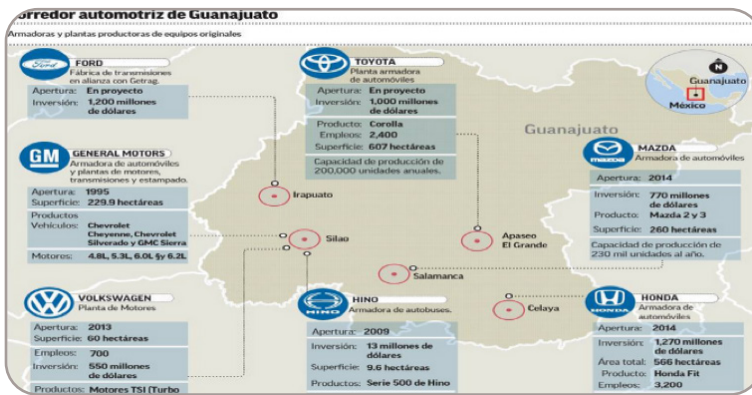 orredor automotriz de Guanajuato
Armadoras y plantas productoras de equipos originales
Ford
FORD
Fábrica de transmisiones
en alianza con Getrag.
Apertura: En proyecto
Inversión: 1,200 millones
de dólares
TOYOTA
Planta armadora
de automóviles
Apertura: En proyecto
Inversión: 1,000 millones
de dólares
Producto: Corolla
Empleos: 2,400
Superficie: 607 hectáreas
Capacidad de producción de
200,000 unidades anuales.
N
Guanajuato
México
Guanajuato
GM
GENERAL MOTORS
Armadora de automóviles
y plantas de motores,
transmisiones y estampado.
Apertura: 1995
Superficie: 229.9 hectáreas
Productos
Vehículos: Chevrolet
Cheyenne, Chevrolet
Silverado y GMC Sierra
Motores: 4.8L, 5.3L, 6.0L §y 6.2L
mazda
MAZDA
Armadora de automóviles
Apertura: 2014
Inversión: 770 millones
de dólares
Producto: Mazda 2 y 3
Superficie: 260 hectáreas
Capacidad de producción de
230 mil unidades al año.
Irapuato
Silao
Apaseo
El Grande
Salamanca
Celaya
VOLKSWAGEN
Planta de Motores
Apertura: 2013
Superficie: 60 hectáreas
Empleos: 700
Inversión: 550 millones
de dólares
Productos: Motores TSI (Turbo
HINO
HINO
Armadora de autobuses.
Apertura: 2009
Inversión: 13 millones de
dólares
Superficie: 9.6 hectáreas
Productos: Serie 500 de Hino
HONDA
HONDA
Armadora de
automóviles
Apertura: 2014
Inversión: 1,270 millones
de dólares
Área total: 566 hectáreas
Producto: Honda Fit
Empleos: 3,200